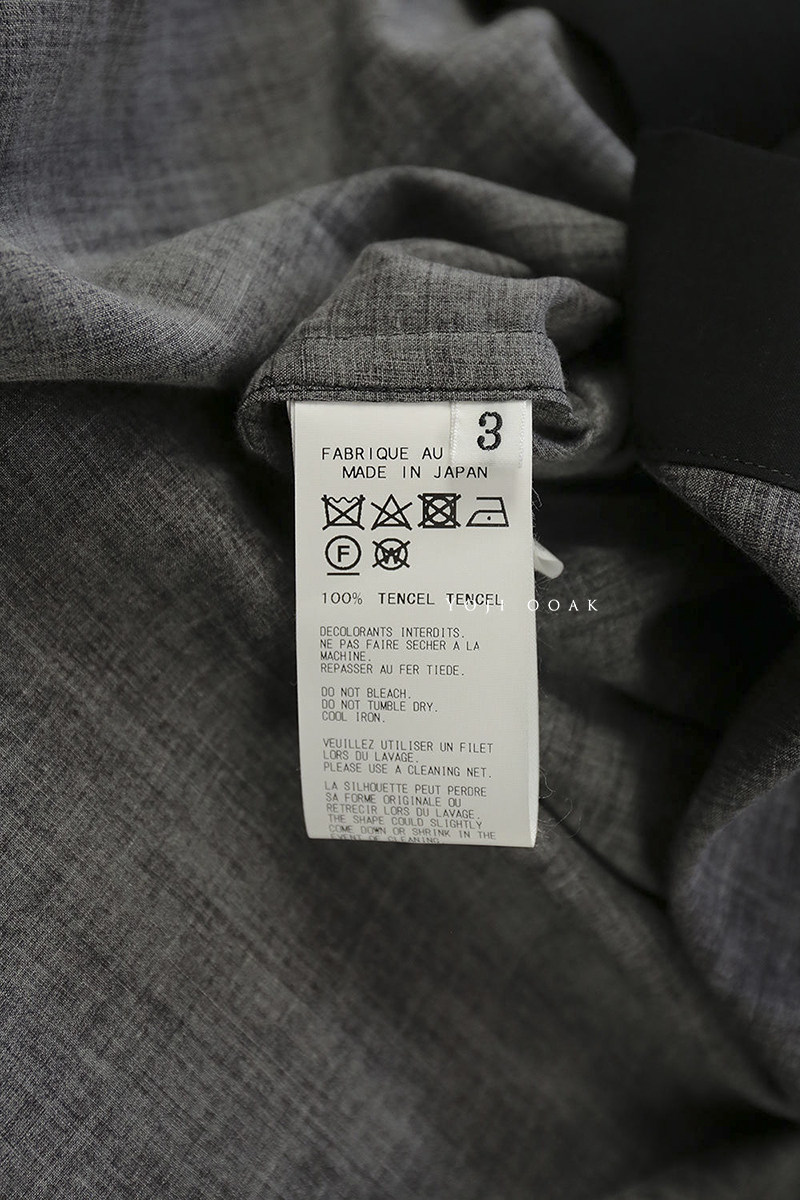 3
FABRIQUE AU
MADE IN JAPAN
F
W
100% TENCEL TENCEL
YOJI OOAK
DECOLORANTS INTERDITS.
NE PAS FAIRE SECHER A LA
MACHINE.
REPASSER AU FER TIEDE.
DO NOT BLEACH.
DO NOT TUMBLE DRY.
COOL IRON.
VEUILLEZ UTILISER UN FILET
LORS DU LAVAGE.
PLEASE USE A CLEANING NET.
LA SILHOUETTE PEUT PERDRE
SA FORME ORIGINALE OU
RETRECIR LORS DU LAVAGE.
THE SHAPE COULD SLIGHTLY
COME DOWN OR SHRINK IN THE
EVENT OF CLEANING